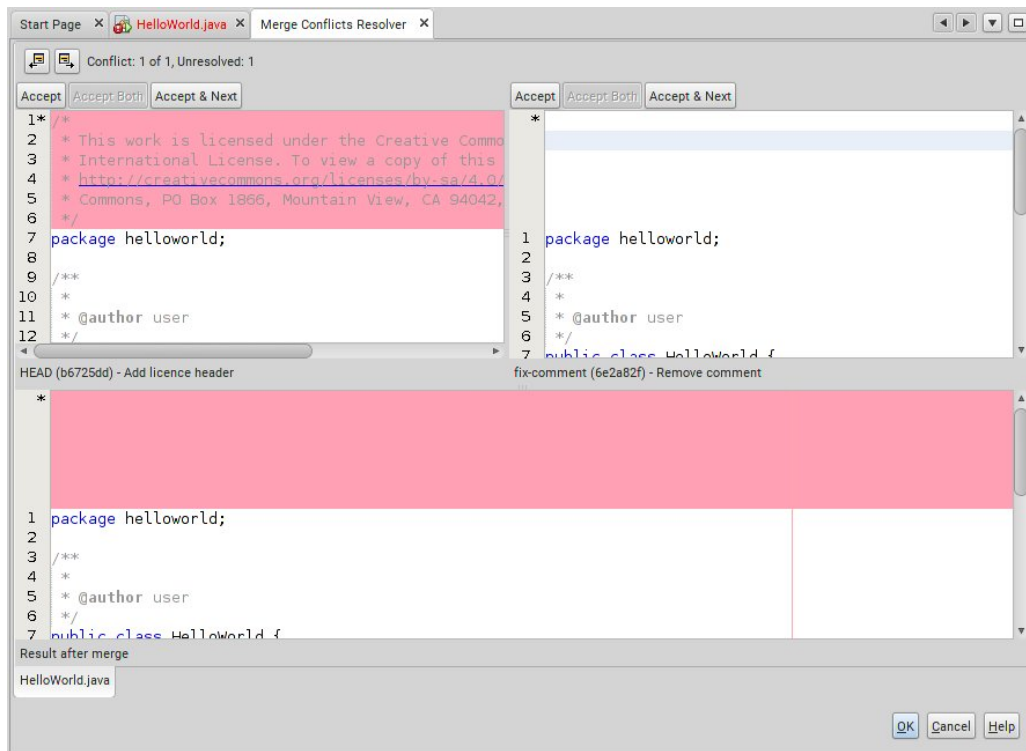 Start Page HelloWorld.java Merge Conflicts Resolver
Conflict: 1 of 1, Unresolved: 1
Accept Accept Both Accept & Next
1* /*
2 * This work is licensed under the Creative Commo
3 * International License. To view a copy of this
4 * http://creativecommons.org/licenses/by-sa/4.0/
5 * Commons, PO Box 1866, Mountain View, CA 94042,
6 */
7 package helloworld;
8
9 /**
10 *
11 * @author user
12 */
HEAD (b6725dd) - Add licence header
Accept Accept Both Accept & Next
*
1 package helloworld;
2
3 /**
4 *
5 * @author user
6 */
7 public class HelloWorld {
fix-comment (6e2a82f) - Remove comment
*
1 package helloworld;
2
3 /**
4 *
5 * @author user
6 */
7 public class HelloWorld {
Result after merge
HelloWorld.java
OK Cancel Help